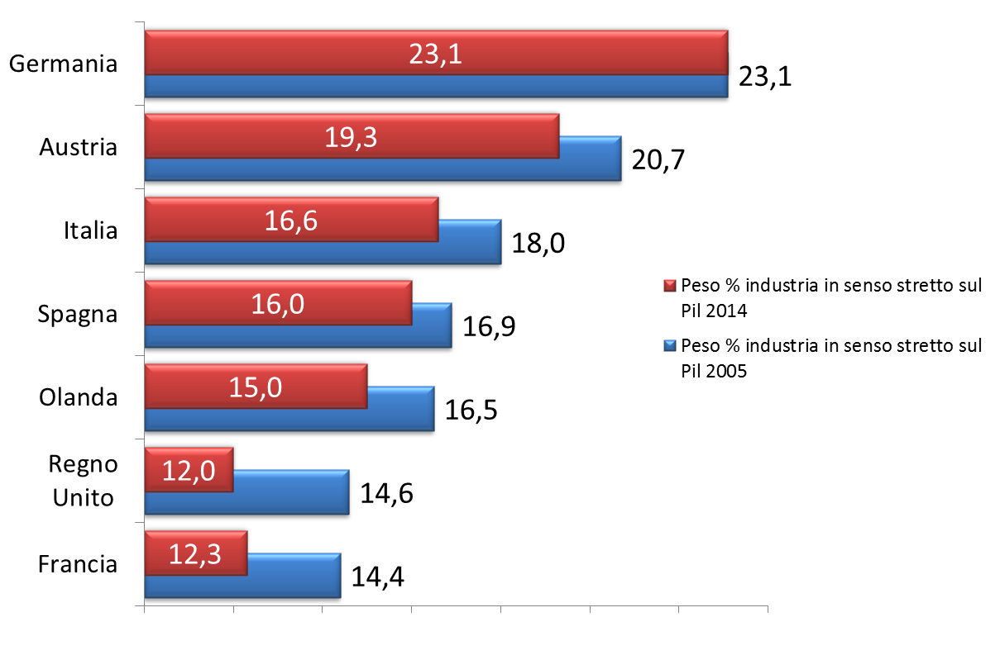 Germania
23,1
23,1
Austria
19,3
20,7
Italia
16,6
18,0
Spagna
16,0
16,9
Olanda
15,0
16,5
Regno
Unito
12,0
14,6
Francia
12,3
14,4
Peso % industria in senso stretto sul
Pil 2014
Peso % industria in senso stretto sul
Pil 2005